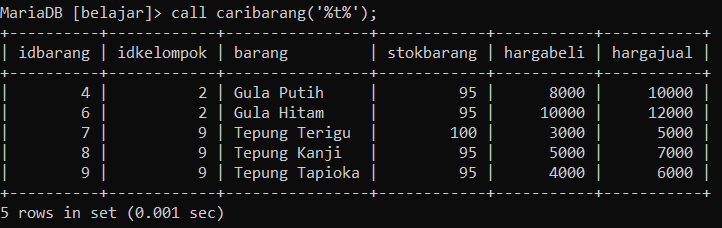 MariaDB [belajar]> call caribarang('%t%');
+----------+------------+----------------+------------+-----------+-----------+
| idbarang | idkelompok | barang         | stokbarang | hargabeli | hargajual |
+----------+------------+----------------+------------+-----------+-----------+
|        4 |          2 | Gula Putih     |         95 |      8000 |     10000 |
|        6 |          2 | Gula Hitam     |         95 |     10000 |     12000 |
|        7 |          9 | Tepung Terigu  |        100 |      3000 |      5000 |
|        8 |          9 | Tepung Kanji   |         95 |      5000 |      7000 |
|        9 |          9 | Tepung Tapioka |         95 |      4000 |      6000 |
+----------+------------+----------------+------------+-----------+-----------+
5 rows in set (0.001 sec)